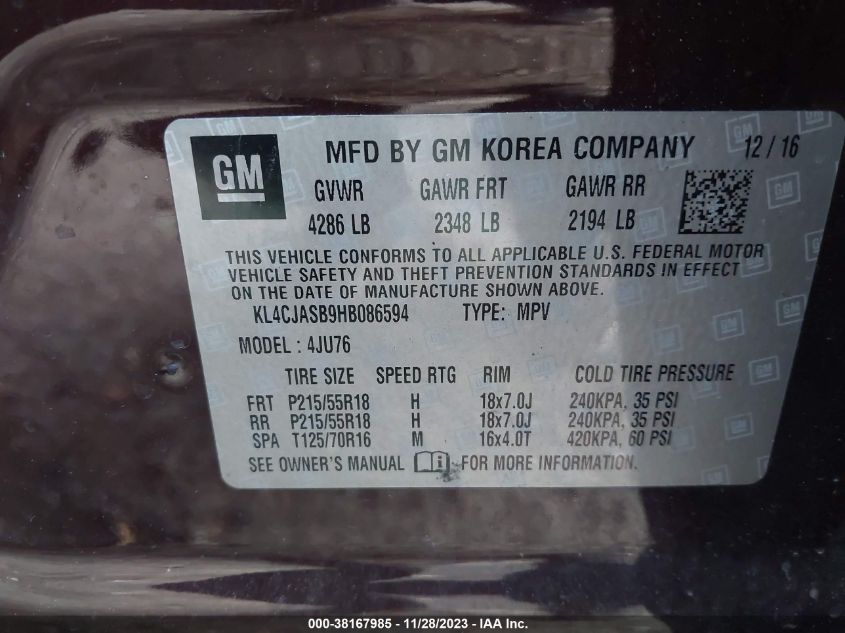 GM
MFD BY GM KOREA COMPANY 12 / 16
GVWR GAWR FRT GAWR RR
4286 LB 2348 LB 2194 LB
THIS VEHICLE CONFORMS TO ALL APPLICABLE U.S. FEDERAL MOTOR
VEHICLE SAFETY AND THEFT PREVENTION STANDARDS IN EFFECT
ON THE DATE OF MANUFACTURE SHOWN ABOVE.
KL4CJASB9HB086594 TYPE: MPV
MODEL : 4JU76
TIRE SIZE SPEED RTG RIM COLD TIRE PRESSURE
FRT P215/55R18 H 18x7.0J 240KPA, 35 PSI
RR P215/55R18 H 18x7.0J 240KPA, 35 PSI
SPA T125/70R16 M 16x4.0T 420KPA, 60 PSI
SEE OWNER'S MANUAL FOR MORE INFORMATION.
000-38167985 - 11/28/2023 - IAA Inc.